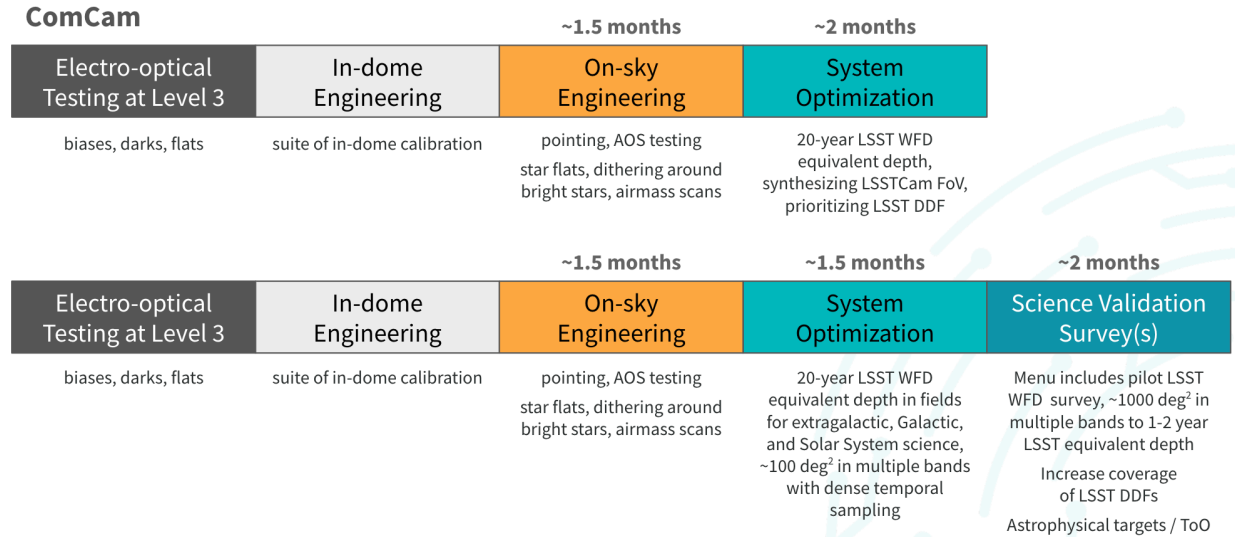 ComCam
~1.5 months
~2 months
Electro-optical
Testing at Level 3
In-dome
Engineering
On-sky
Engineering
System
Optimization
biases, darks, flats
suite of in-dome calibration
pointing, AOS testing
star flats, dithering around
bright stars, airmass scans
20-year LSST WFD
equivalent depth,
synthesizing LSSTCam FoV,
prioritizing LSST DDF
~1.5 months
~1.5 months
~2 months
Electro-optical
Testing at Level 3
In-dome
Engineering
On-sky
Engineering
System
Optimization
Science Validation
Survey(s)
biases, darks, flats
suite of in-dome calibration
pointing, AOS testing
star flats, dithering around
bright stars, airmass scans
20-year LSST WFD
equivalent depth in fields
for extragalactic, Galactic,
and Solar System science,
~100 deg² in multiple bands
with dense temporal
sampling
Menu includes pilot LSST
WFD survey, ~1000 deg² in
multiple bands to 1-2 year
LSST equivalent depth
Increase coverage
of LSST DDFs
Astrophysical targets / ToO